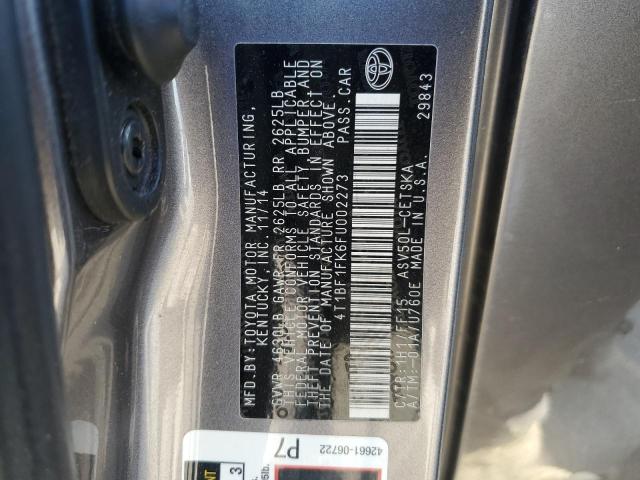 MFD.BY:TOYOTA MOTOR MANUFACTURING,
KENTUCKY, INC. 11/14
GVWR 4630LB GAWR FR 2625LB RR 2625LB
THIS VEHICLE CONFORMS TO ALL APPLICABLE
FEDERAL MOTOR VEHICLE SAFETY, BUMPER, AND
THEFT PREVENTION STANDARDS IN EFFECT ON
THE DATE OF MANUFACTURE SHOWN ABOVE.
4T1BF1FK6FU002273 PASS.CAR
C/TR: 1H1/FF15 ASV50L-CETSKA
A/TM: -01A/U760E MADE IN U.S.A. 29843
42661-06722
P7
3